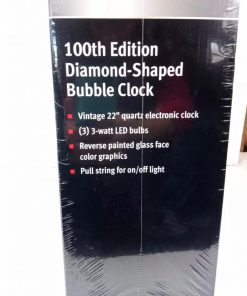 100th Edition
Diamond-Shaped
Bubble Clock
Vintage 22" quartz electronic clock
(3) 3-watt LED bulbs
Reverse painted glass face
color graphics
Pull string for on/off light